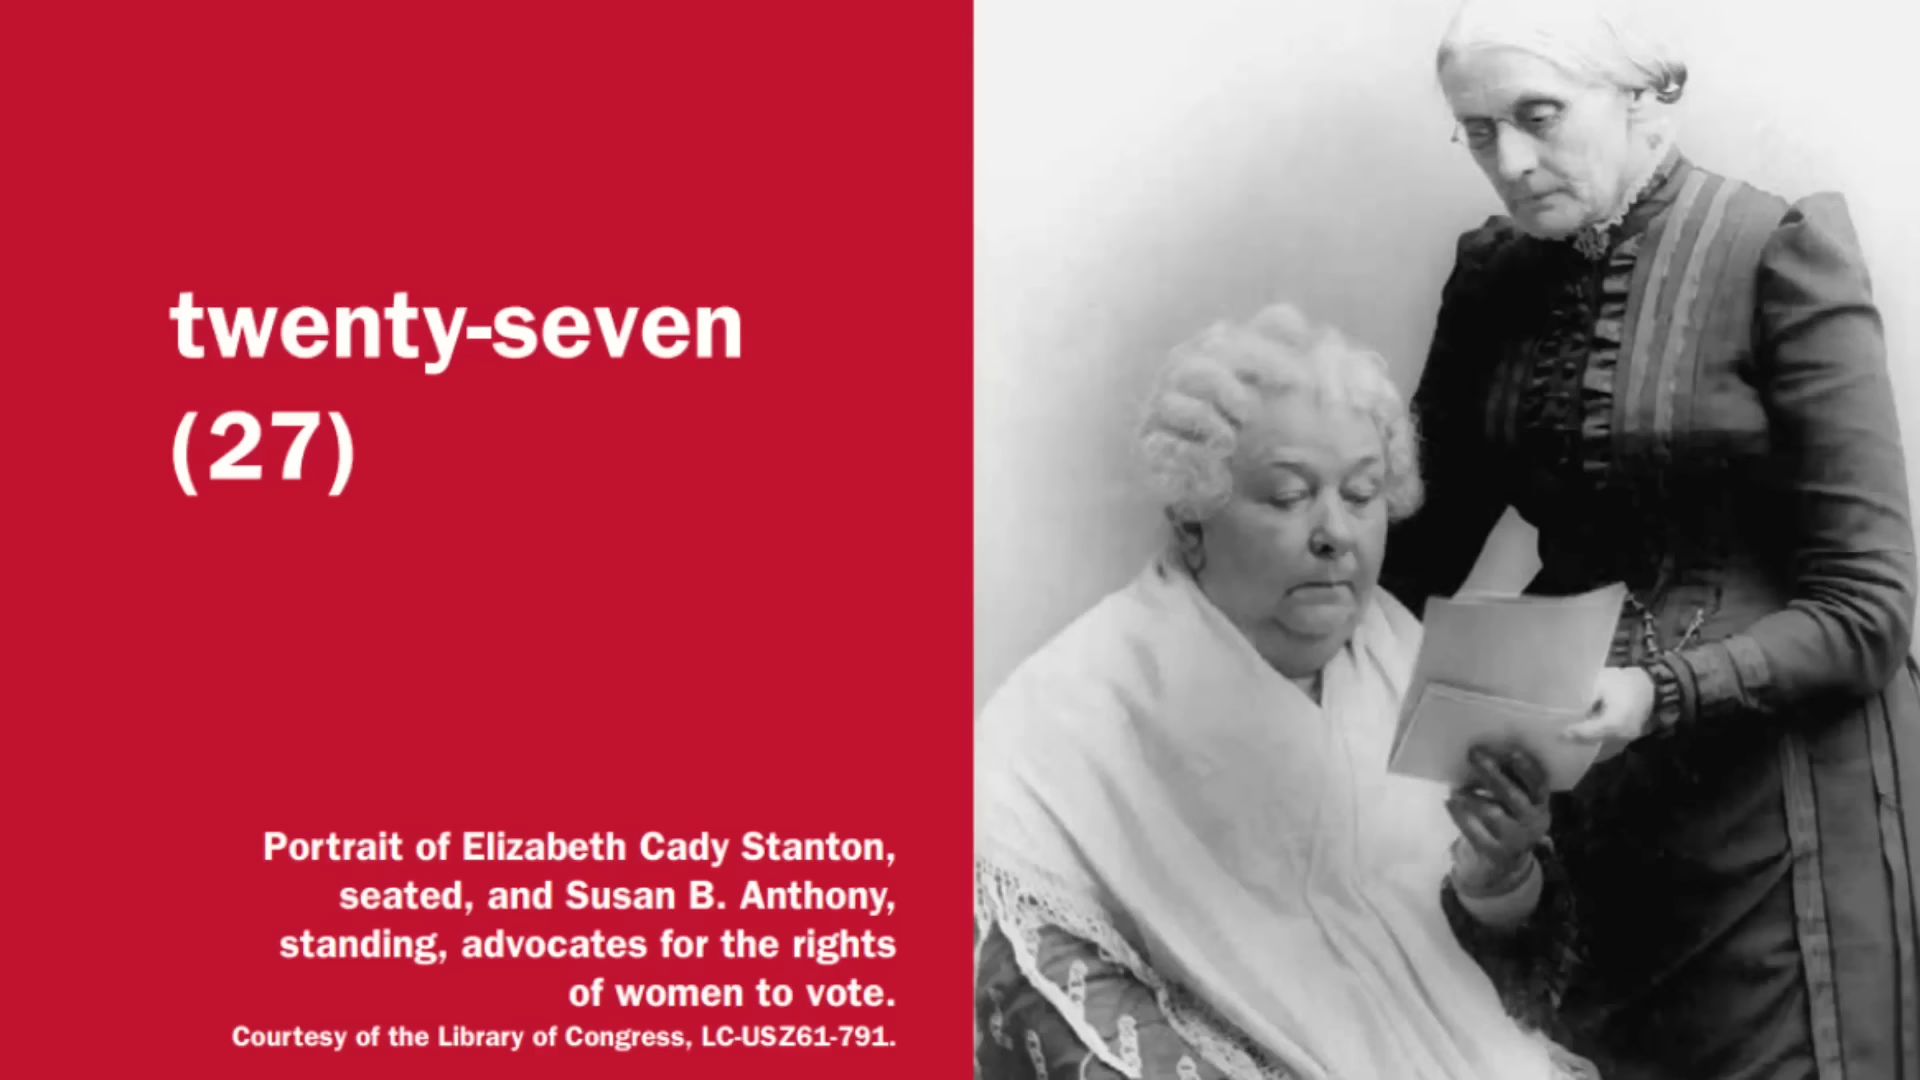 twenty-seven
(27)
Portrait of Elizabeth Cady Stanton,
seated, and Susan B. Anthony,
standing, advocates for the rights
of women to vote.
Courtesy of the Library of Congress, LC-USZ61-791.